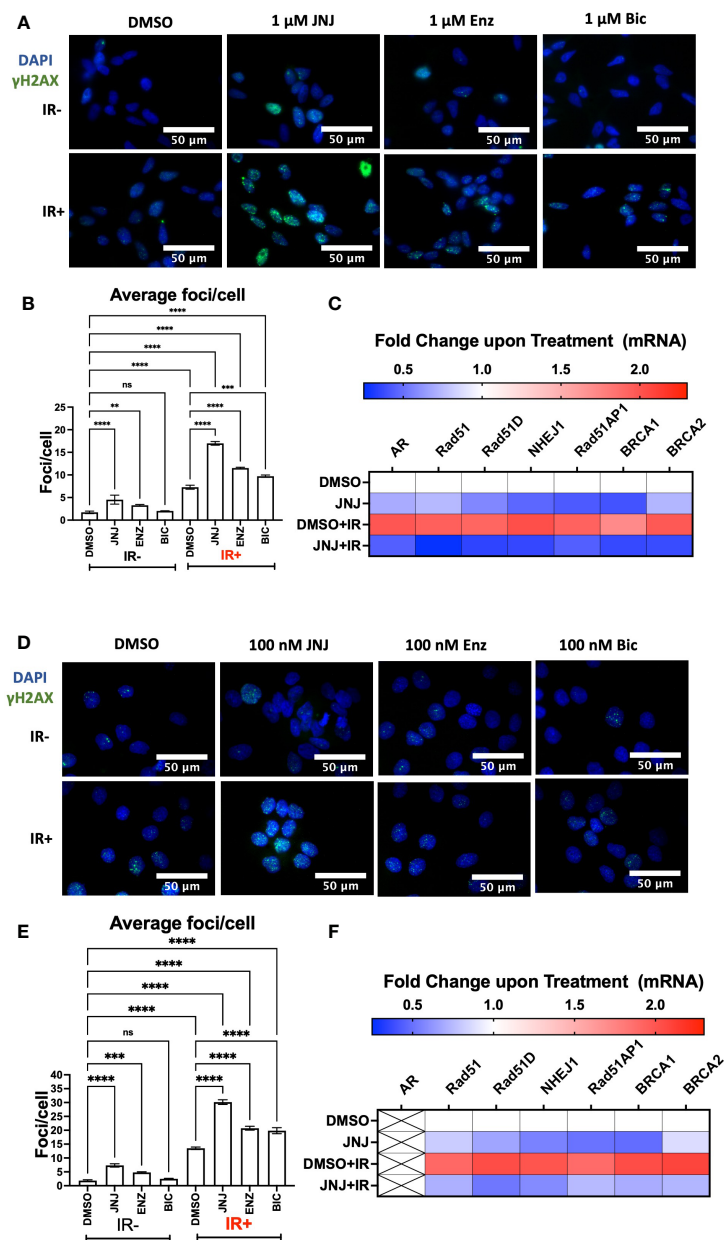 A
DMSO
1 µM JNJ
1 µM Enz
1 µM Bic
DAPI
γH2AX
IR-
50 µm
50 µm
50 µm
50 µm
IR+
50 µm
50 µm
50 µm
50 µm
B
Average foci/cell
****
****
****
****
***
ns
****
**
****
****
Foci/cell
25
20
15
10
5
0
DMSO
JNJ
ENZ
BIC
DMSO
JNJ
ENZ
BIC
IR-
IR+
C
Fold Change upon Treatment (mRNA)
0.5
1.0
1.5
2.0
AR
Rad51
Rad51D
NHEJ1
Rad51AP1
BRCA1
BRCA2
DMSO
JNJ
DMSO+IR
JNJ+IR
D
DMSO
100 nM JNJ
100 nM Enz
100 nM Bic
DAPI
γH2AX
IR-
50 µm
50 µm
50 µm
50 µm
IR+
50 µm
50 µm
50 µm
50 µm
E
Average foci/cell
****
****
****
****
ns
****
***
****
****
****
Foci/cell
40
35
30
25
20
15
10
5
0
DMSO
JNJ
ENZ
BIC
DMSO
JNJ
ENZ
BIC
IR-
IR+
F
Fold Change upon Treatment (mRNA)
0.5
1.0
1.5
2.0
AR
Rad51
Rad51D
NHEJ1
Rad51AP1
BRCA1
BRCA2
DMSO
JNJ
DMSO+IR
JNJ+IR